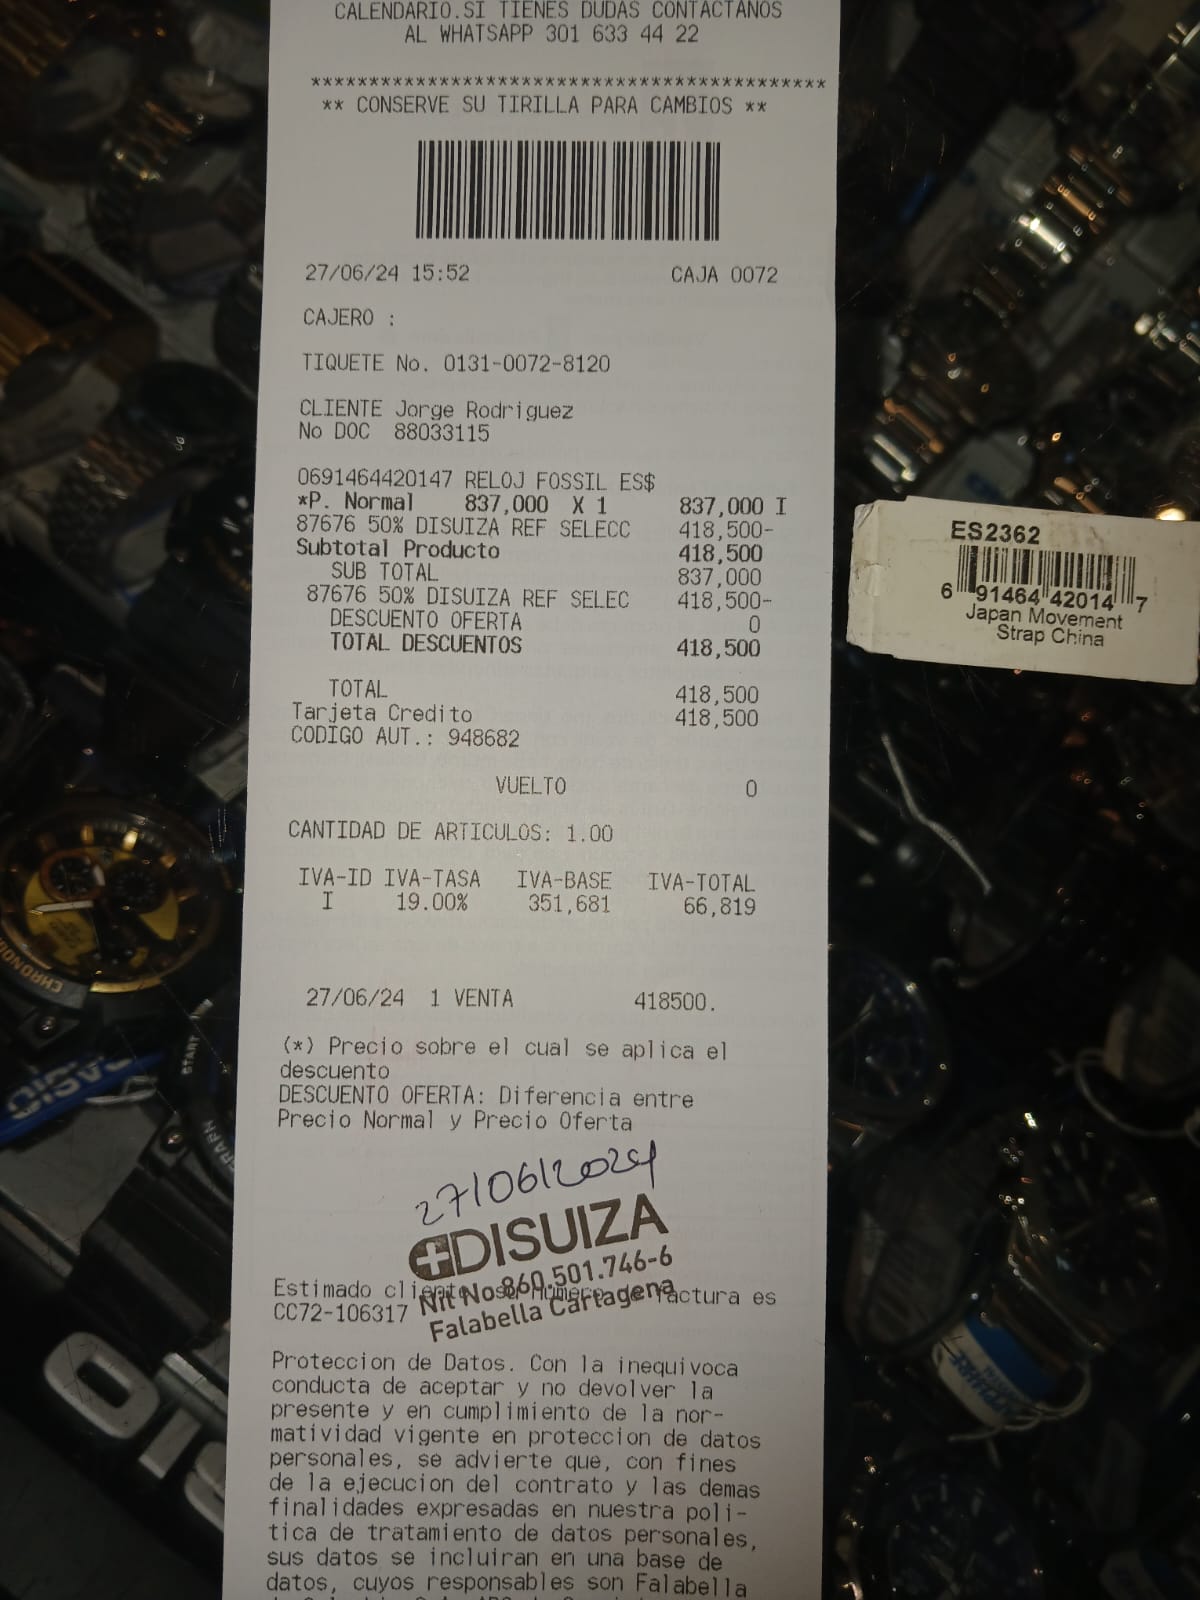 CALENDARIO.SI TIENES DUDAS CONTACTANOS
AL WHATSAPP 301 633 44 22
********************************************
** CONSERVE SU TIRILLA PARA CAMBIOS **
27/06/24 15:52 CAJA 0072
CAJERO :
TIQUETE No. 0131-0072-8120
CLIENTE Jorge Rodriguez
No DOC 88033115
0691464420147 RELOJ FOSSIL ES$
*P. Normal 837,000 X 1 837,000 I
87676 50% DISUIZA REF SELECC 418,500-
Subtotal Producto 418,500
SUB TOTAL 837,000
87676 50% DISUIZA REF SELEC 418,500-
DESCUENTO OFERTA 0
TOTAL DESCUENTOS 418,500
TOTAL 418,500
Tarjeta Credito 418,500
CODIGO AUT.: 948682
VUELTO 0
CANTIDAD DE ARTICULOS: 1.00
IVA-ID IVA-TASA IVA-BASE IVA-TOTAL
I 19.00% 351,681 66,819
27/06/24 1 VENTA 418500.
(*) Precio sobre el cual se aplica el
descuento
DESCUENTO OFERTA: Diferencia entre
Precio Normal y Precio Oferta
27/06/2024
DISUIZA
Nit No 860.501.746-6
Falabella Cartagena
Estimado cliente su Numero de factura es
CC72-106317
Proteccion de Datos. Con la inequivoca
conducta de aceptar y no devolver la
presente y en cumplimiento de la nor-
matividad vigente en proteccion de datos
personales, se advierte que, con fines
de la ejecucion del contrato y las demas
finalidades expresadas en nuestra poli-
tica de tratamiento de datos personales,
sus datos se incluiran en una base de
datos, cuyos responsables son Falabella
ES2362
6 91464 42014 7
Japan Movement
Strap China
CHRONO
START
CASIO
GRAPH